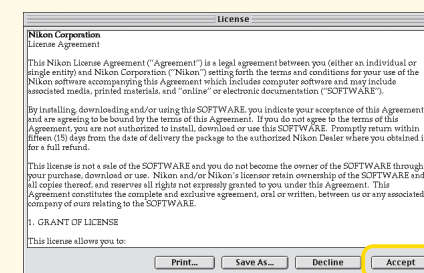 License
Nikon Corporation
License Agreement
This Nikon License Agreement ("Agreement") is a legal agreement between you (either an individual or
single entity) and Nikon Corporation ("Nikon") setting forth the terms and conditions for your use of the
Nikon software accompanying this Agreement which includes computer software and may include
associated media, printed materials, and "online" or electronic documentation ("SOFTWARE").
By installing, downloading and/or using this SOFTWARE, you indicate your acceptance of this Agreement
and are agreeing to be bound by the terms of this Agreement. If you do not agree to the terms of this
Agreement, you are not authorized to install, download or use this SOFTWARE. Promptly return within
fifteen (15) days from the date of delivery the package to the authorized Nikon Dealer where you obtained i
for a full refund.
This license is not a sale of the SOFTWARE and you do not become the owner of the SOFTWARE through
your purchase, download or use. Nikon and/or Nikon's licensor retain ownership of the SOFTWARE and
all copies thereof, and reserves all rights not expressly granted to you under this Agreement. This
Agreement constitutes the complete and exclusive agreement, oral or written, between us or any associated
company of ours relating to the SOFTWARE.
1. GRANT OF LICENSE
This license allows you to:
Print... Save As... Decline Accept